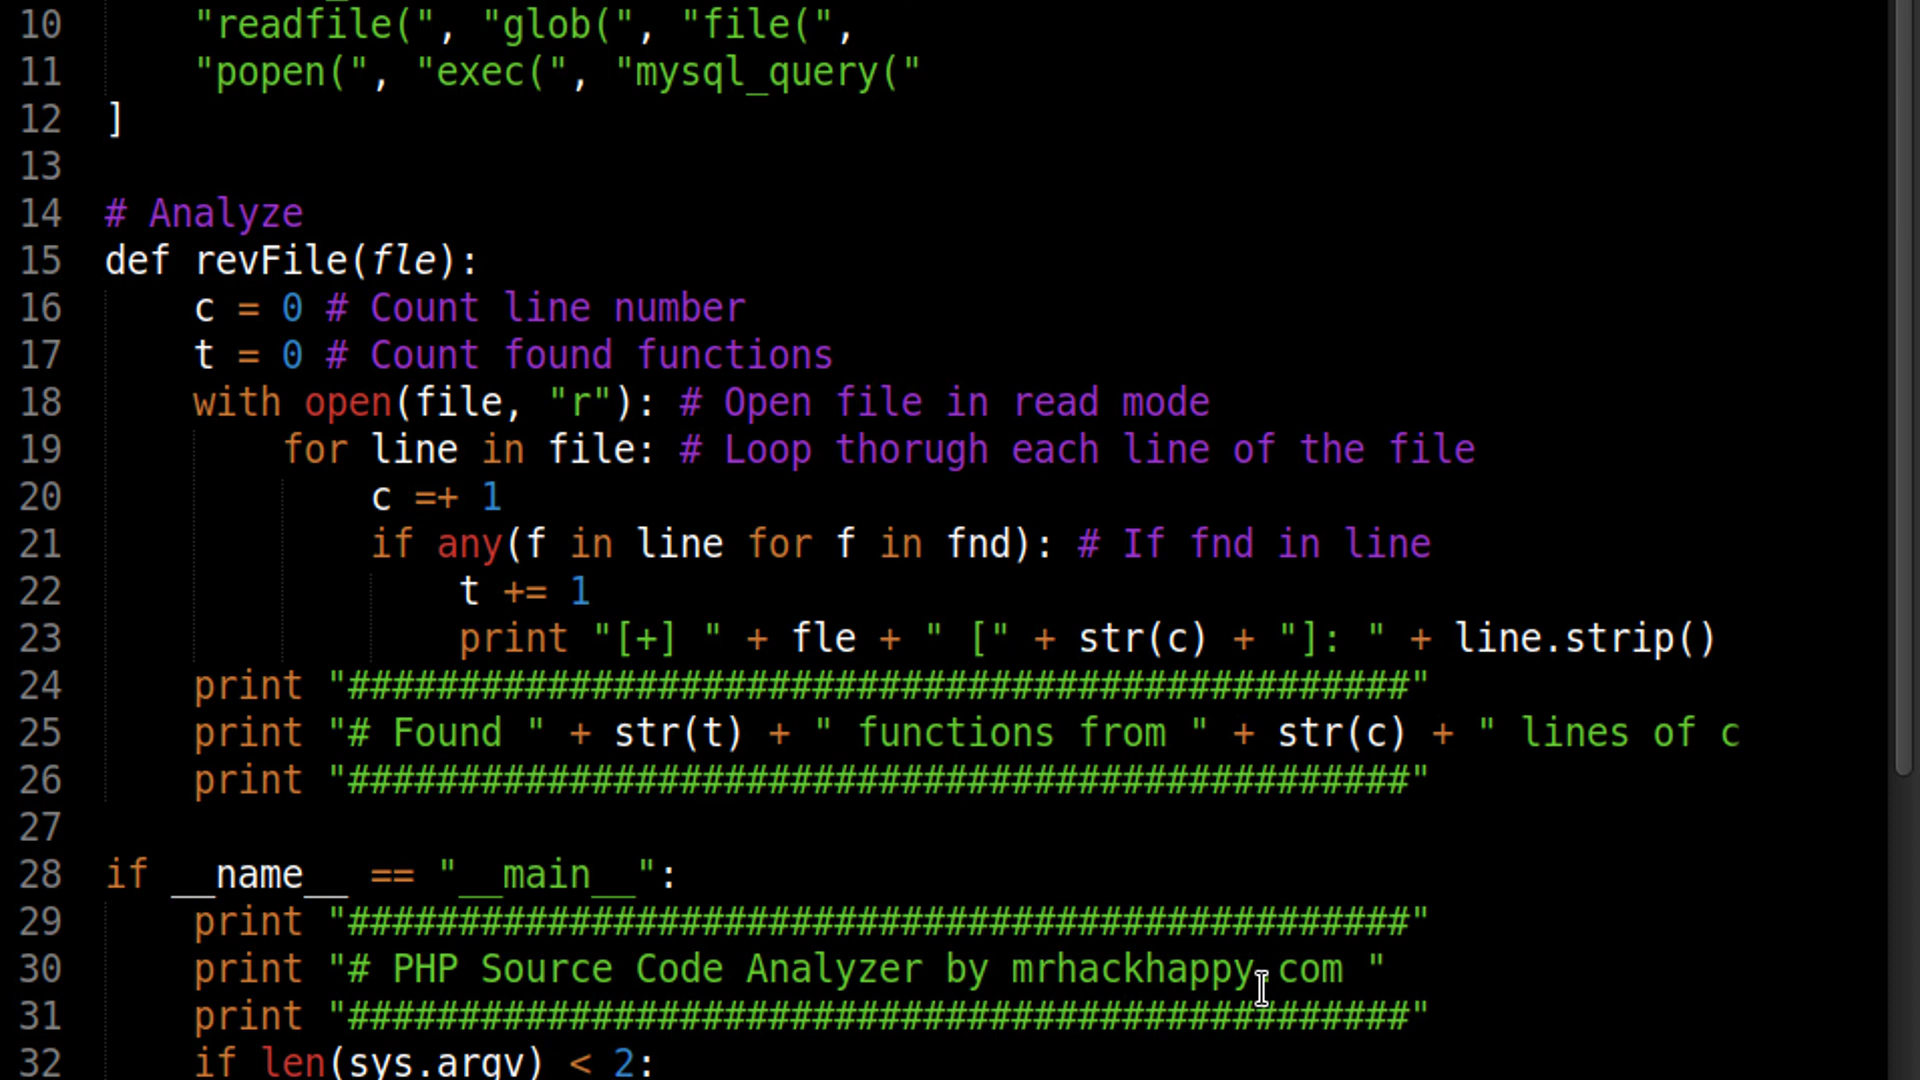 10 "readfile(", "glob(", "file(",
11 "popen(", "exec(", "mysql_query("
12 ]
13
14 # Analyze
15 def revFile(fle):
16 c = 0 # Count line number
17 t = 0 # Count found functions
18 with open(file, "r"): # Open file in read mode
19 for line in file: # Loop thorugh each line of the file
20 c =+ 1
21 if any(f in line for f in fnd): # If fnd in line
22 t += 1
23 print "[+] " + fle + " [" + str(c) + "]: " + line.strip()
24 print "################################################"
25 print "# Found " + str(t) + " functions from " + str(c) + " lines of c
26 print "################################################"
27
28 if __name__ == "__main__":
29 print "################################################"
30 print "# PHP Source Code Analyzer by mrhackhappy.com "
31 print "################################################"
32 if len(sys.argv) < 2: